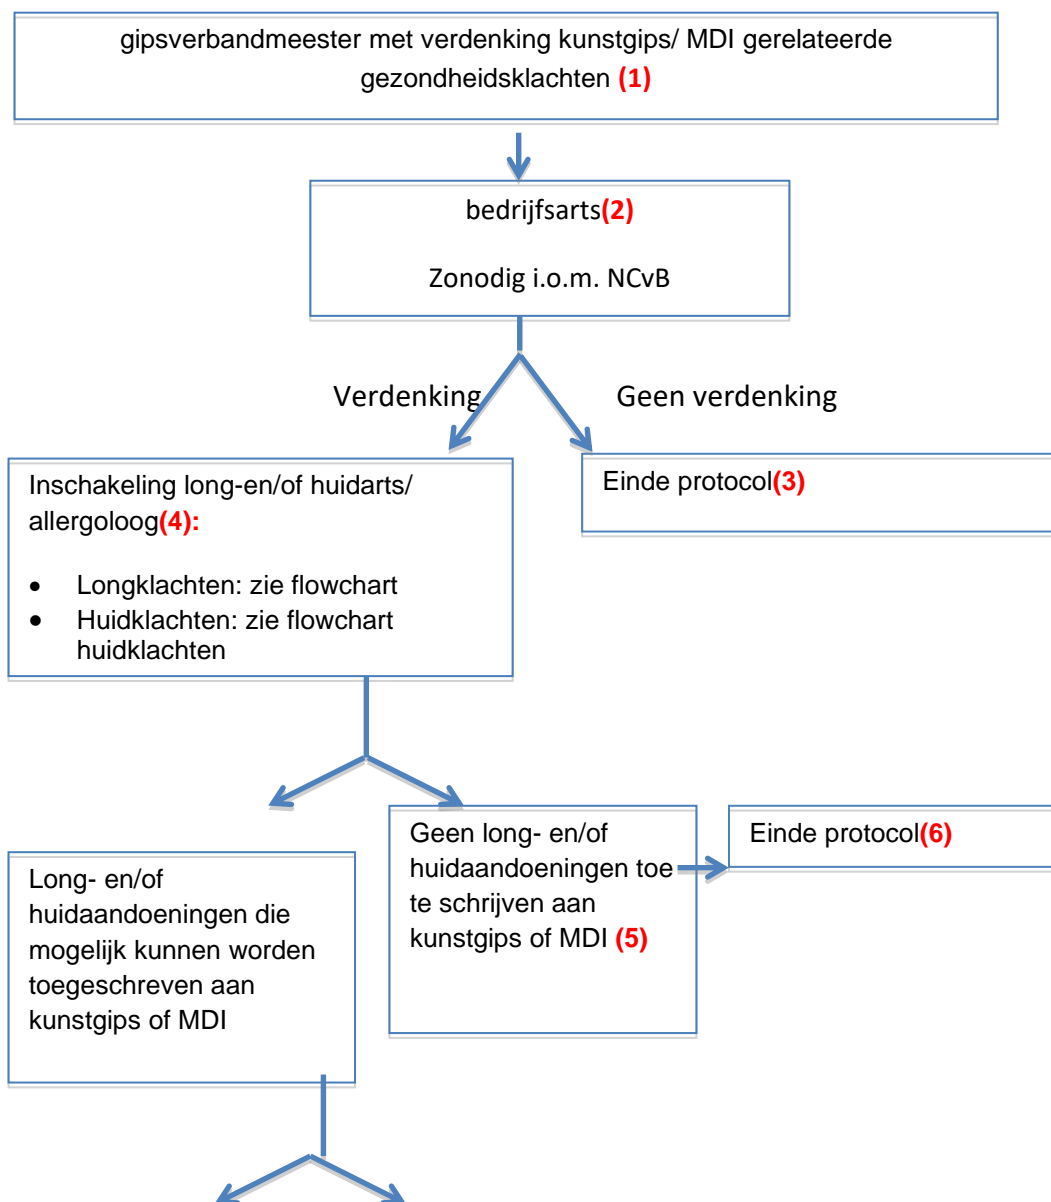 gipsverbandmeester met verdenking kunstgips/ MDI gerelateerde
gezondheidsklachten (1)
bedrijfsarts(2)
Zonodig i.o.m. NCvB
Verdenking
Geen verdenking
Inschakeling long-en/of huidarts/
allergoloog(4):
• Longklachten: zie flowchart
• Huidklachten: zie flowchart
huidklachten
Einde protocol(3)
Long- en/of
huidaandoeningen die
mogelijk kunnen worden
toegeschreven aan
kunstgips of MDI
Geen long- en/of
huidaandoeningen toe
te schrijven aan
kunstgips of MDI (5)
Einde protocol(6)